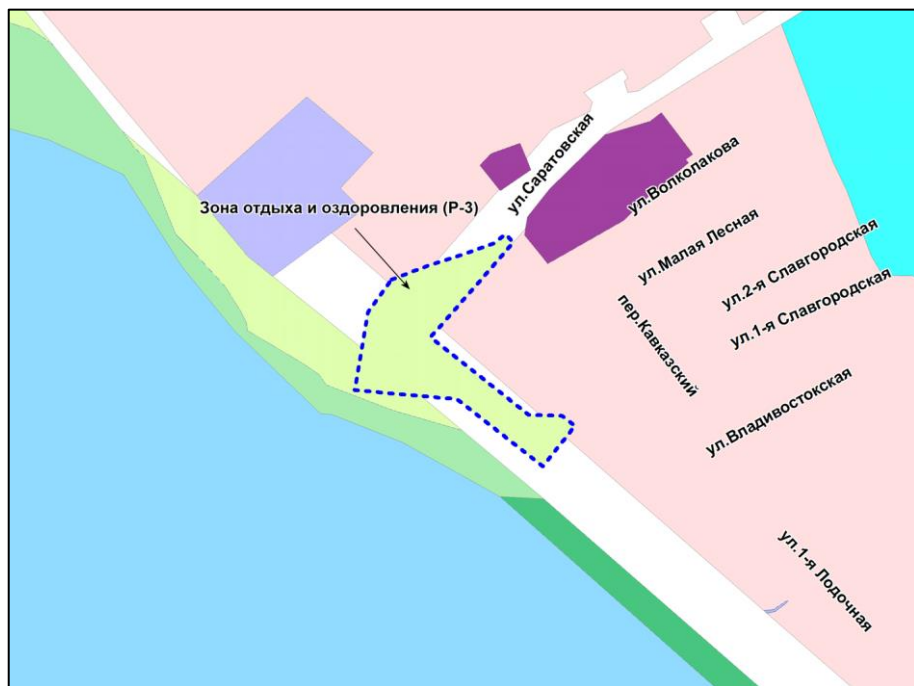 ул.Саратовская
ул.Волколакова
Зона отдыха и оздоровления (Р-3)
ул.Малая Лесная
ул.2-я Славгородская
ул.1-я Славгородская
пер.Кавказский
ул.Владивостокская
ул.1-я Лодочная